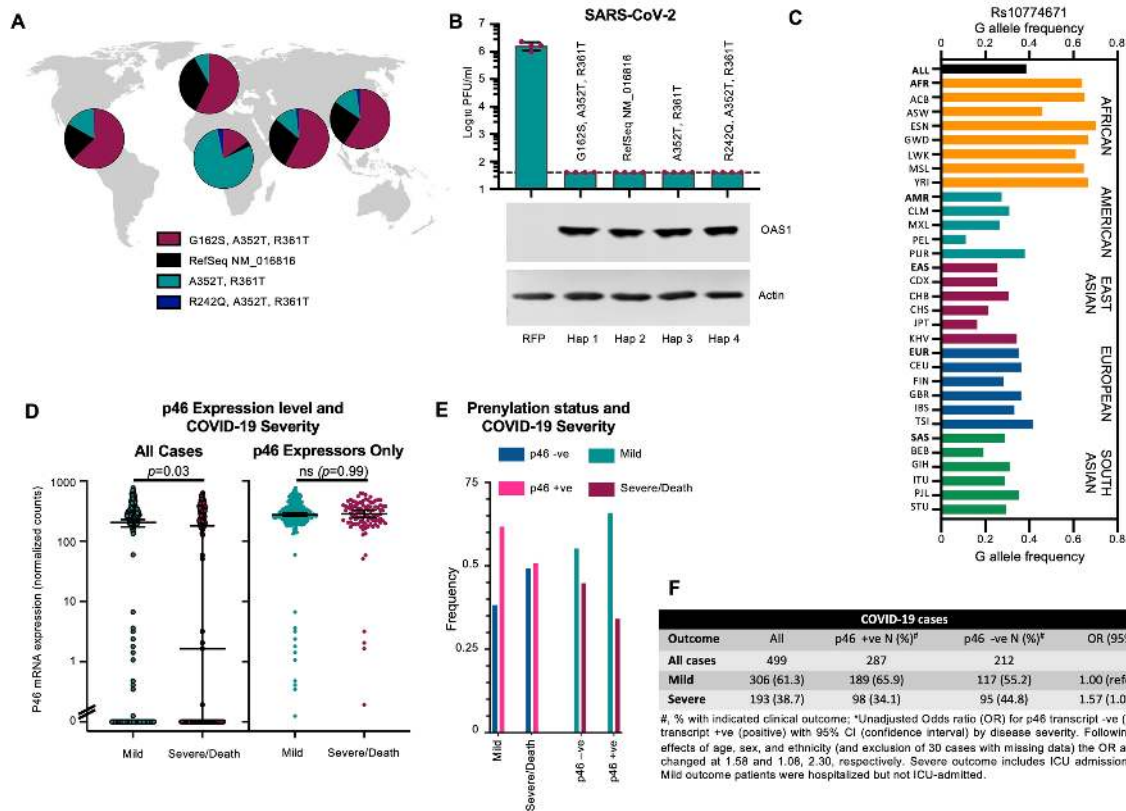 A
G162S, A352T, R361T
RefSeq NM_016816
A352T, R361T
R242Q, A352T, R361T
B
SARS-CoV-2
Log10 PFU/ml
7
6
5
4
3
2
1
G162S, A352T, R361T
RefSeq NM_016816
A352T, R361T
R242Q, A352T, R361T
OAS1
Actin
RFP Hap 1 Hap 2 Hap 3 Hap 4
C
Rs10774671
G allele frequency
0 0.2 0.4 0.6 0.8
ALL
AFR
ACB
ASW
ESN
GWD
LWK
MSL
YRI
AMR
CLM
MXL
PEL
PUR
EAS
CDX
CHB
CHS
JPT
KHV
EUR
CEU
FIN
GBR
IBS
TSI
SAS
BEB
GIH
ITU
PJL
STU
AFRICAN
AMERICAN
EAST
ASIAN
EUROPEAN
SOUTH
ASIAN
0 0.2 0.4 0.6 0.8
G allele frequency
D
p46 Expression level and
COVID-19 Severity
All Cases p46 Expressors Only
p=0.03 ns (p=0.99)
P46 mRNA expression (normalized counts)
1000
100
10
1
0
Mild Severe/Death Mild Severe/Death
E
Prenylation status and
COVID-19 Severity
p46 -ve Mild
p46 +ve Severe/Death
Frequency
0.75
0.5
0.25
0
Mild
Severe/Death
p46 –ve
p46 +ve
F
COVID-19 cases
Outcome All p46 +ve N (%)# p46 -ve N (%)# OR (95%
All cases 499 287 212
Mild 306 (61.3) 189 (65.9) 117 (55.2) 1.00 (refe
Severe 193 (38.7) 98 (34.1) 95 (44.8) 1.57 (1.0
#, % with indicated clinical outcome; *Unadjusted Odds ratio (OR) for p46 transcript -ve (
transcript +ve (positive) with 95% CI (confidence interval) by disease severity. Followin
effects of age, sex, and ethnicity (and exclusion of 30 cases with missing data) the OR a
changed at 1.58 and 1.08, 2.30, respectively. Severe outcome includes ICU admission
Mild outcome patients were hospitalized but not ICU-admitted.